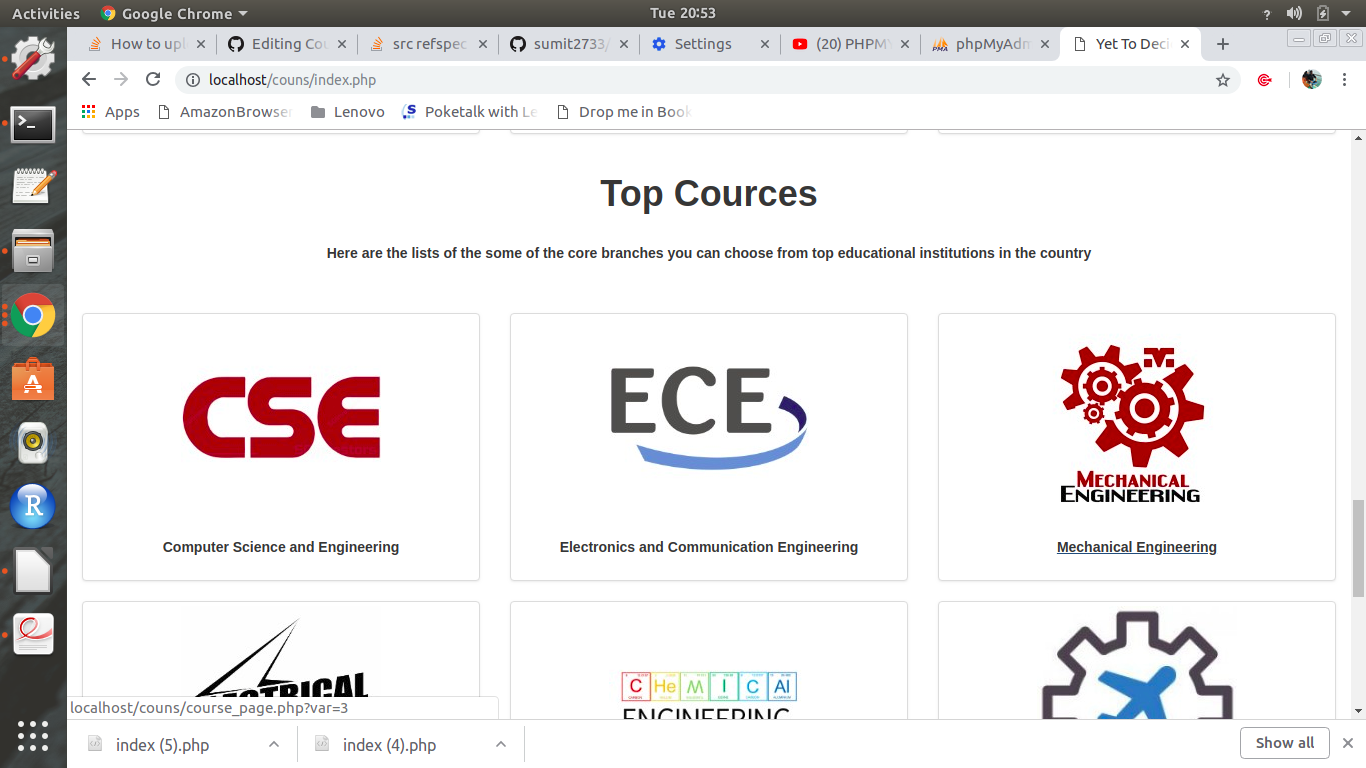 Activities Google Chrome Tue 20:53 ?
How to upl Editing Cou src refspec sumit2733/ Settings (20) PHPMY phpMyAdm Yet To Deci
localhost/couns/index.php
Apps AmazonBrowser Lenovo Poketalk with Le Drop me in Book
Top Cources
Here are the lists of the some of the core branches you can choose from top educational institutions in the country
CSE
ECE
MECHANICAL
ENGINEERING
Computer Science and Engineering
Electronics and Communication Engineering
Mechanical Engineering
C He M I C Al
ENGINEERING
localhost/couns/course_page.php?var=3
index (5).php index (4).php Show all